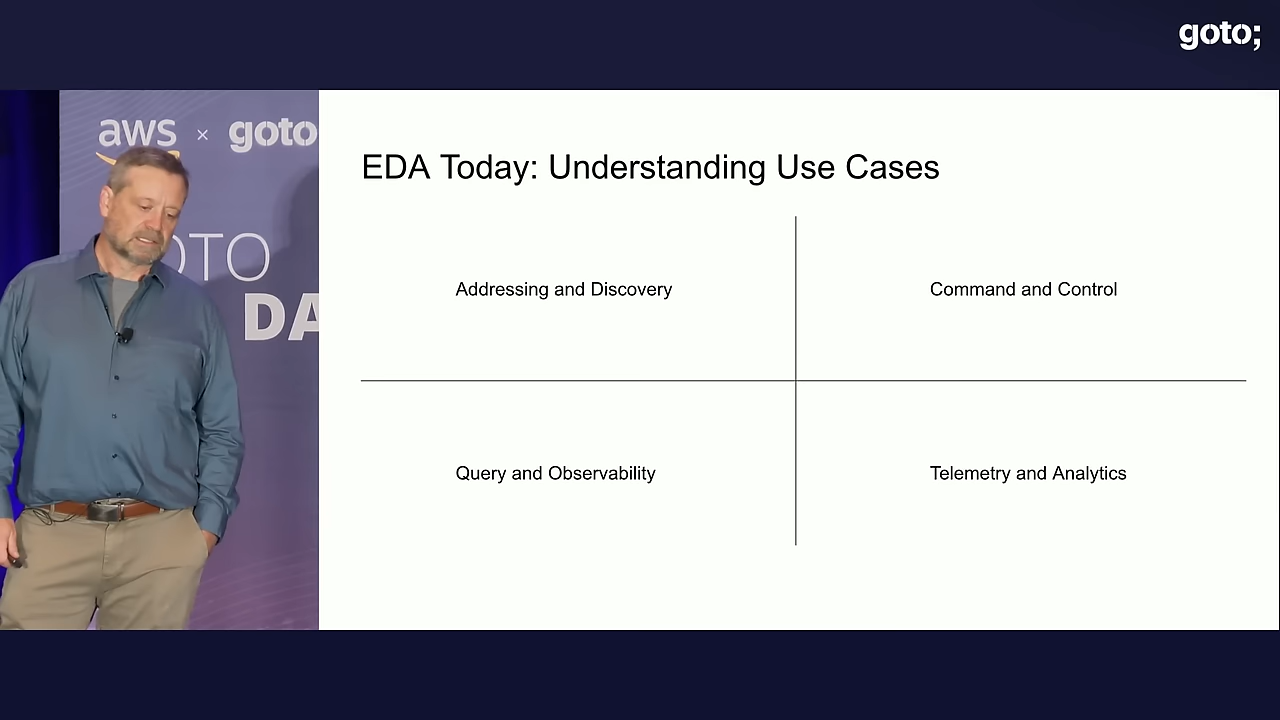 goto;
aws × goto
OTO
DA
EDA Today: Understanding Use Cases
Addressing and Discovery
Command and Control
Query and Observability
Telemetry and Analytics